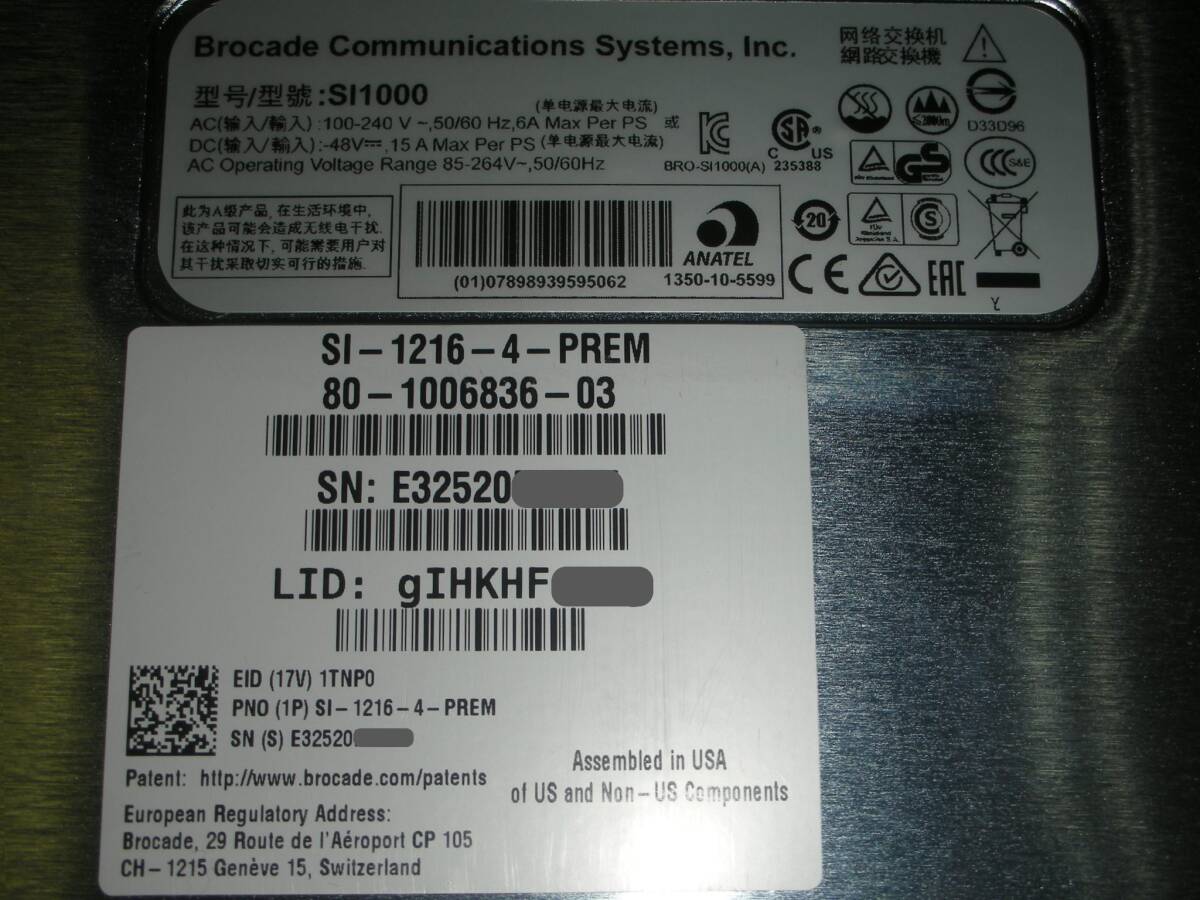 Brocade Communications Systems, Inc.
网络交换机
網路交換機
型号/型號:SI1000
(单电源最大电流)
AC(输入/輸入) :100-240 V ~,50/60 Hz,6A Max Per PS 或
DC(输入/輸入) :-48V⎓, 15 A Max Per PS (单电源最大电流)
AC Operating Voltage Range 85-264V~,50/60Hz
BRO-SI1000(A)
C US
235388
≤2000m
D33D96
GS
S&E
此为A级产品, 在生活环境中,
该产品可能会造成无线电干扰.
在这种情况下, 可能需要用户对
其干扰采取切实可行的措施.
(01)07898939595062
ANATEL
1350-10-5599
20
TÜV
S
CE
EAC
SI-1216-4-PREM
80-1006836-03
SN: E32520
LID: gIHKHF
EID (17V) 1TNP0
PNO (1P) SI-1216-4-PREM
SN (S) E32520
Patent: http://www.brocade.com/patents
Assembled in USA
of US and Non-US Components
European Regulatory Address:
Brocade, 29 Route de l'Aéroport CP 105
CH-1215 Genève 15, Switzerland